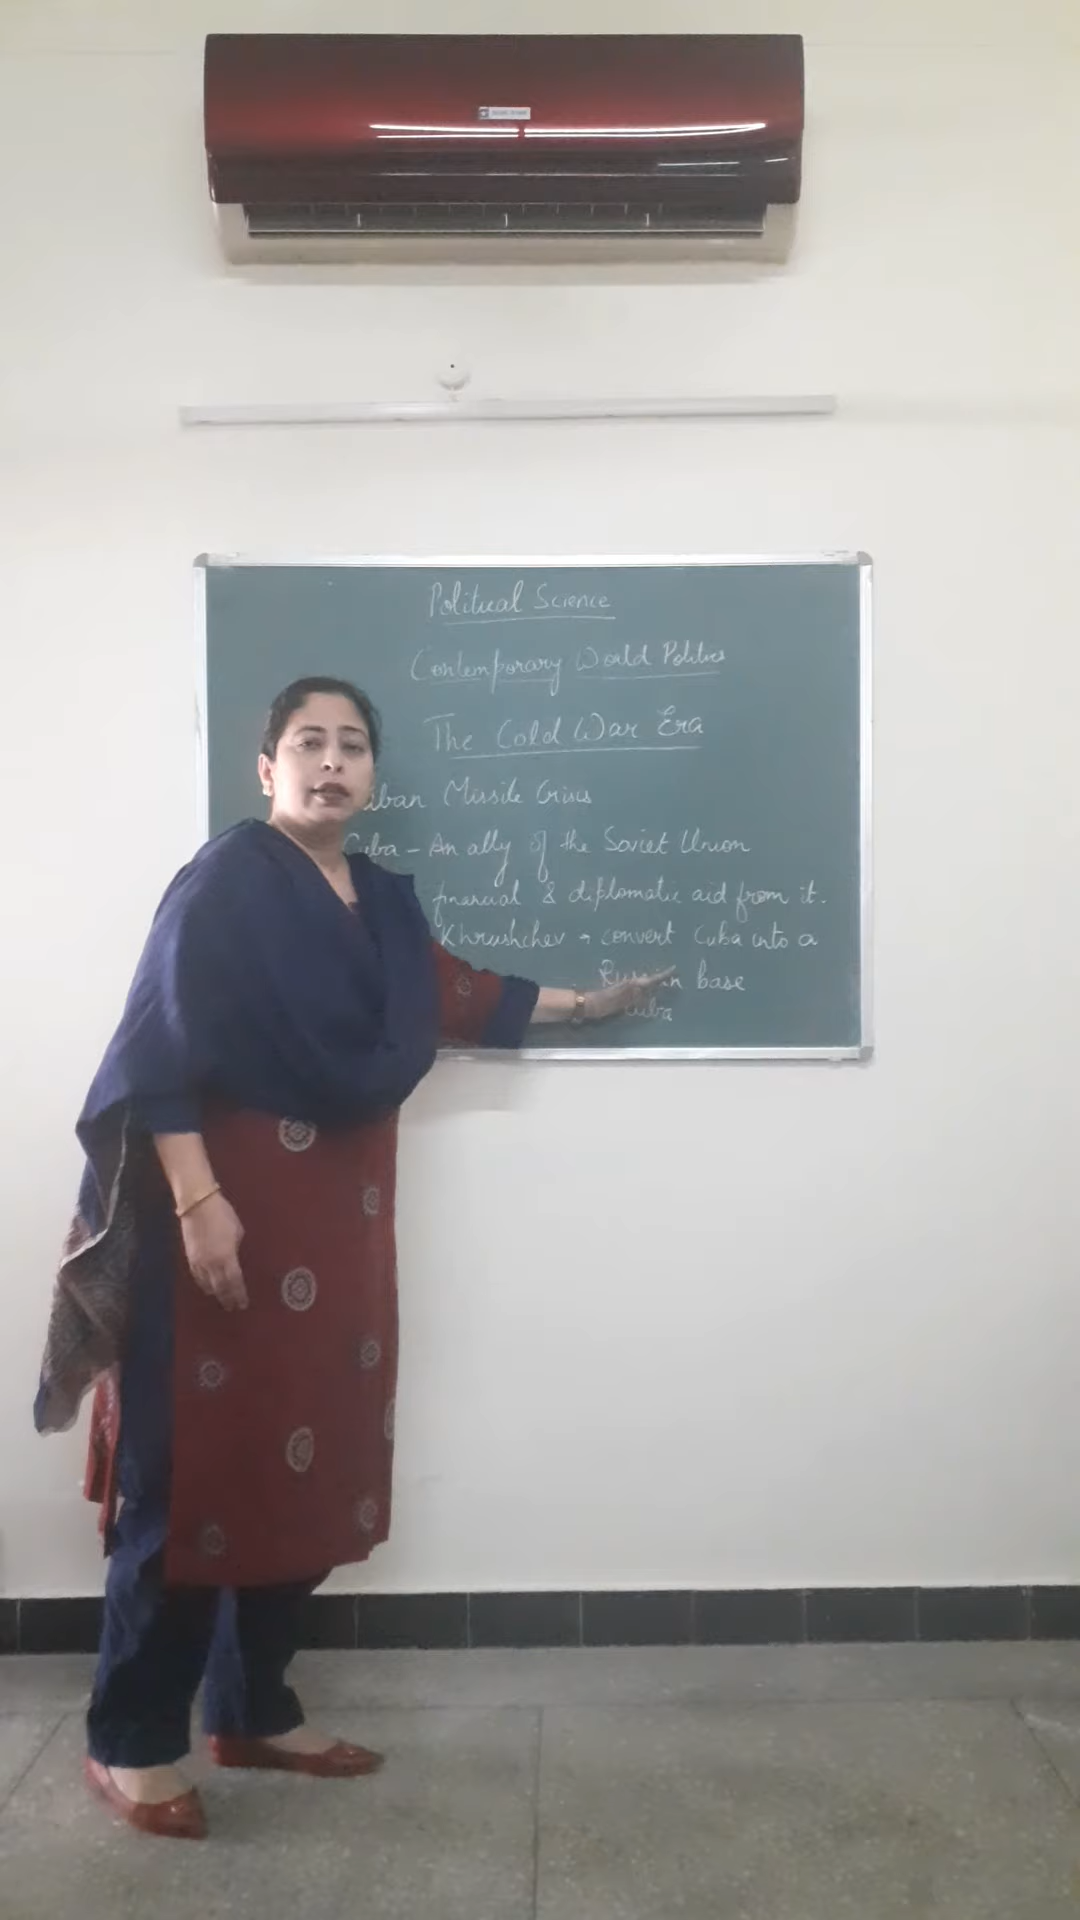 Political Science
Contemporary World Politics
The Cold War Era
Missile Crisis
Cuba - An ally of the Soviet Union
financial & diplomatic aid from it.
Khrushchev → convert Cuba into a
Russian base
Cuba